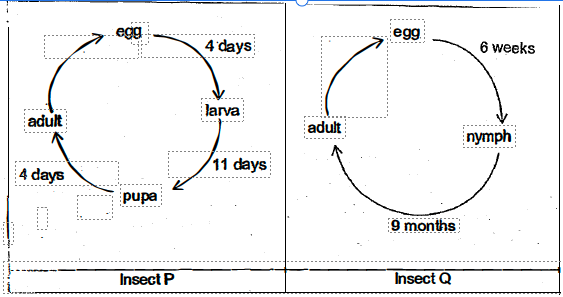 egg
4 days
larva
11 days
pupa
4 days
adult
Insect P
egg
6 weeks
nymph
9 months
adult
Insect Q